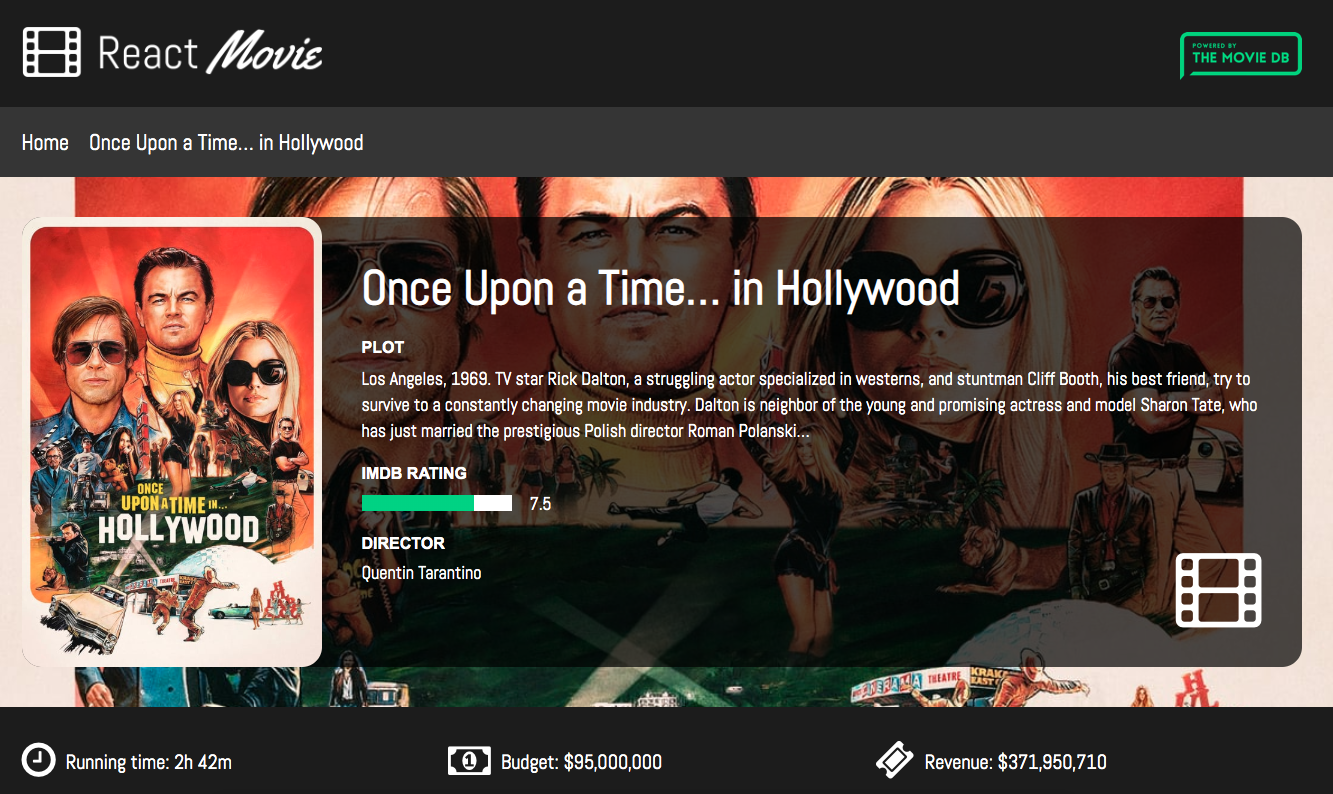 React Movie
POWERED BY
THE MOVIE DB
Home
Once Upon a Time... in Hollywood
Once Upon a Time... in Hollywood
PLOT
Los Angeles, 1969. TV star Rick Dalton, a struggling actor specialized in westerns, and stuntman Cliff Booth, his best friend, try to
survive to a constantly changing movie industry. Dalton is neighbor of the young and promising actress and model Sharon Tate, who
has just married the prestigious Polish director Roman Polanski...
IMDB RATING
7.5
DIRECTOR
Quentin Tarantino
ONCE
UPON A TIME IN...
HOLLYWOOD
THEATRE
THEATRE
Running time: 2h 42m
1
Budget: $95,000,000
Revenue: $371,950,710